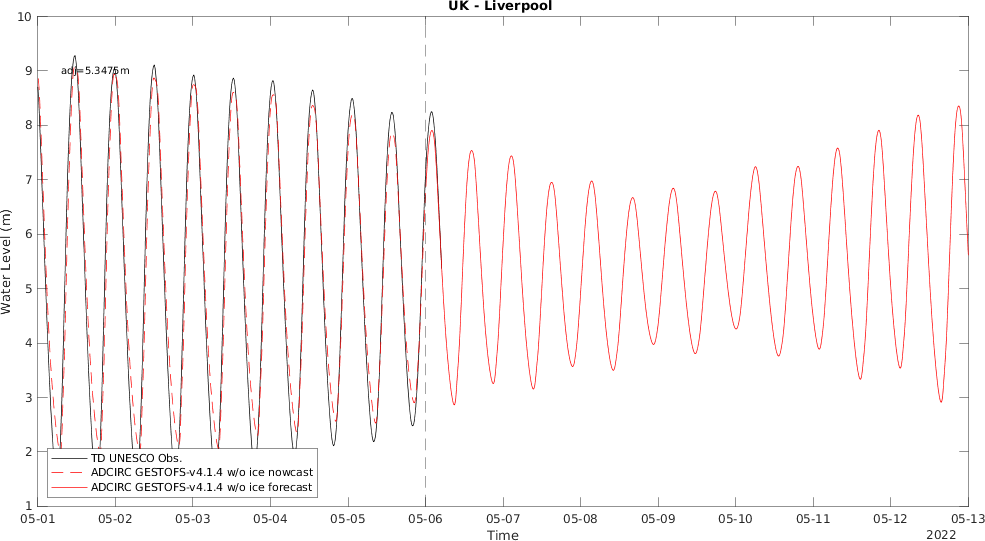 UK - Liverpool
10
9
8
7
6
5
4
3
2
1
Water Level (m)
adj=5.3475m
TD UNESCO Obs.
ADCIRC GESTOFS-v4.1.4 w/o ice nowcast
ADCIRC GESTOFS-v4.1.4 w/o ice forecast
05-01 05-02 05-03 05-04 05-05 05-06 05-07 05-08 05-09 05-10 05-11 05-12 05-13
Time
2022